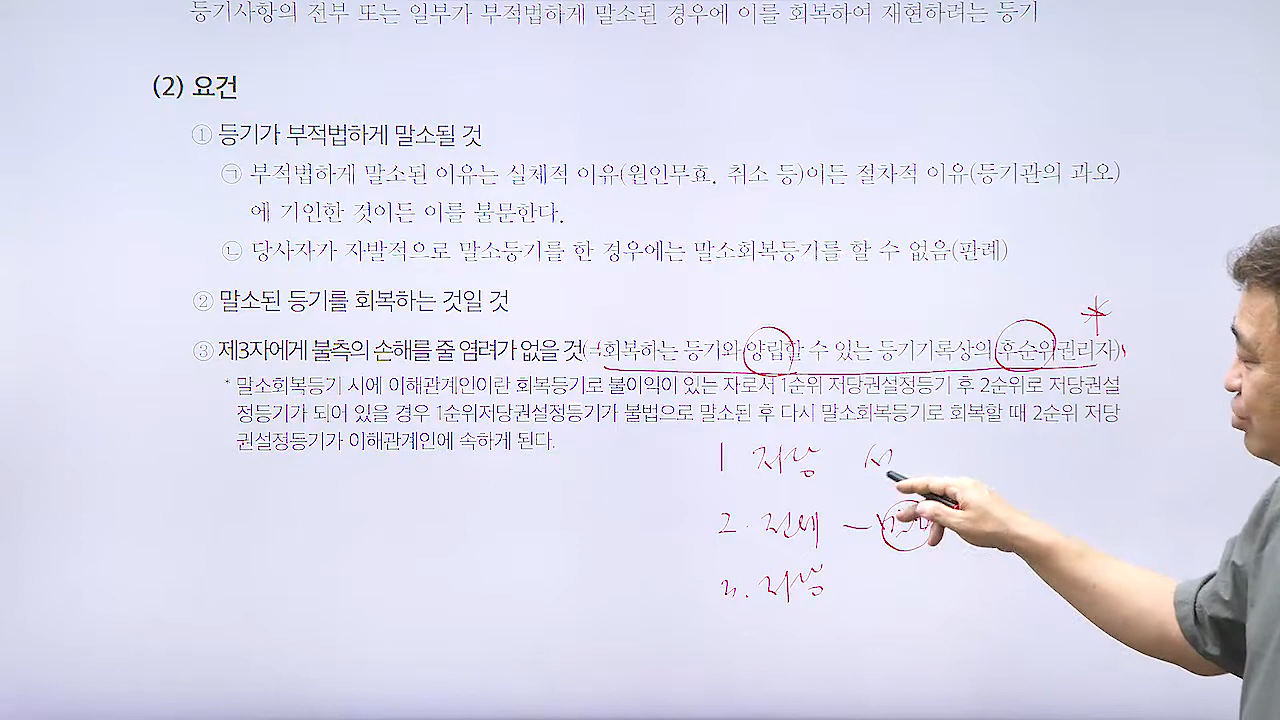 등기사항의 전부 또는 일부가 부적법하게 말소된 경우에 이를 회복하여 재현하려는 등기
(2) 요건
① 등기가 부적법하게 말소될 것
㉠ 부적법하게 말소된 이유는 실체적 이유(원인무효, 취소 등)이든 절차적 이유(등기관의 과오)
에 기인한 것이든 이를 불문한다.
㉡ 당사자가 자발적으로 말소등기를 한 경우에는 말소회복등기를 할 수 없음(판례)
② 말소된 등기를 회복하는 것일 것
③ 제3자에게 불측의 손해를 줄 염려가 없을 것(=회복하는 등기와 양립할 수 있는 등기기록상의 후순위권리자)
* 말소회복등기 시에 이해관계인이란 회복등기로 불이익이 있는 자로서 1순위 저당권설정등기 후 2순위로 저당권설
정등기가 되어 있을 경우 1순위저당권설정등기가 불법으로 말소된 후 다시 말소회복등기로 회복할 때 2순위 저당
권설정등기가 이해관계인에 속하게 된다.
1 저당
2. 전세 -
3. 저당